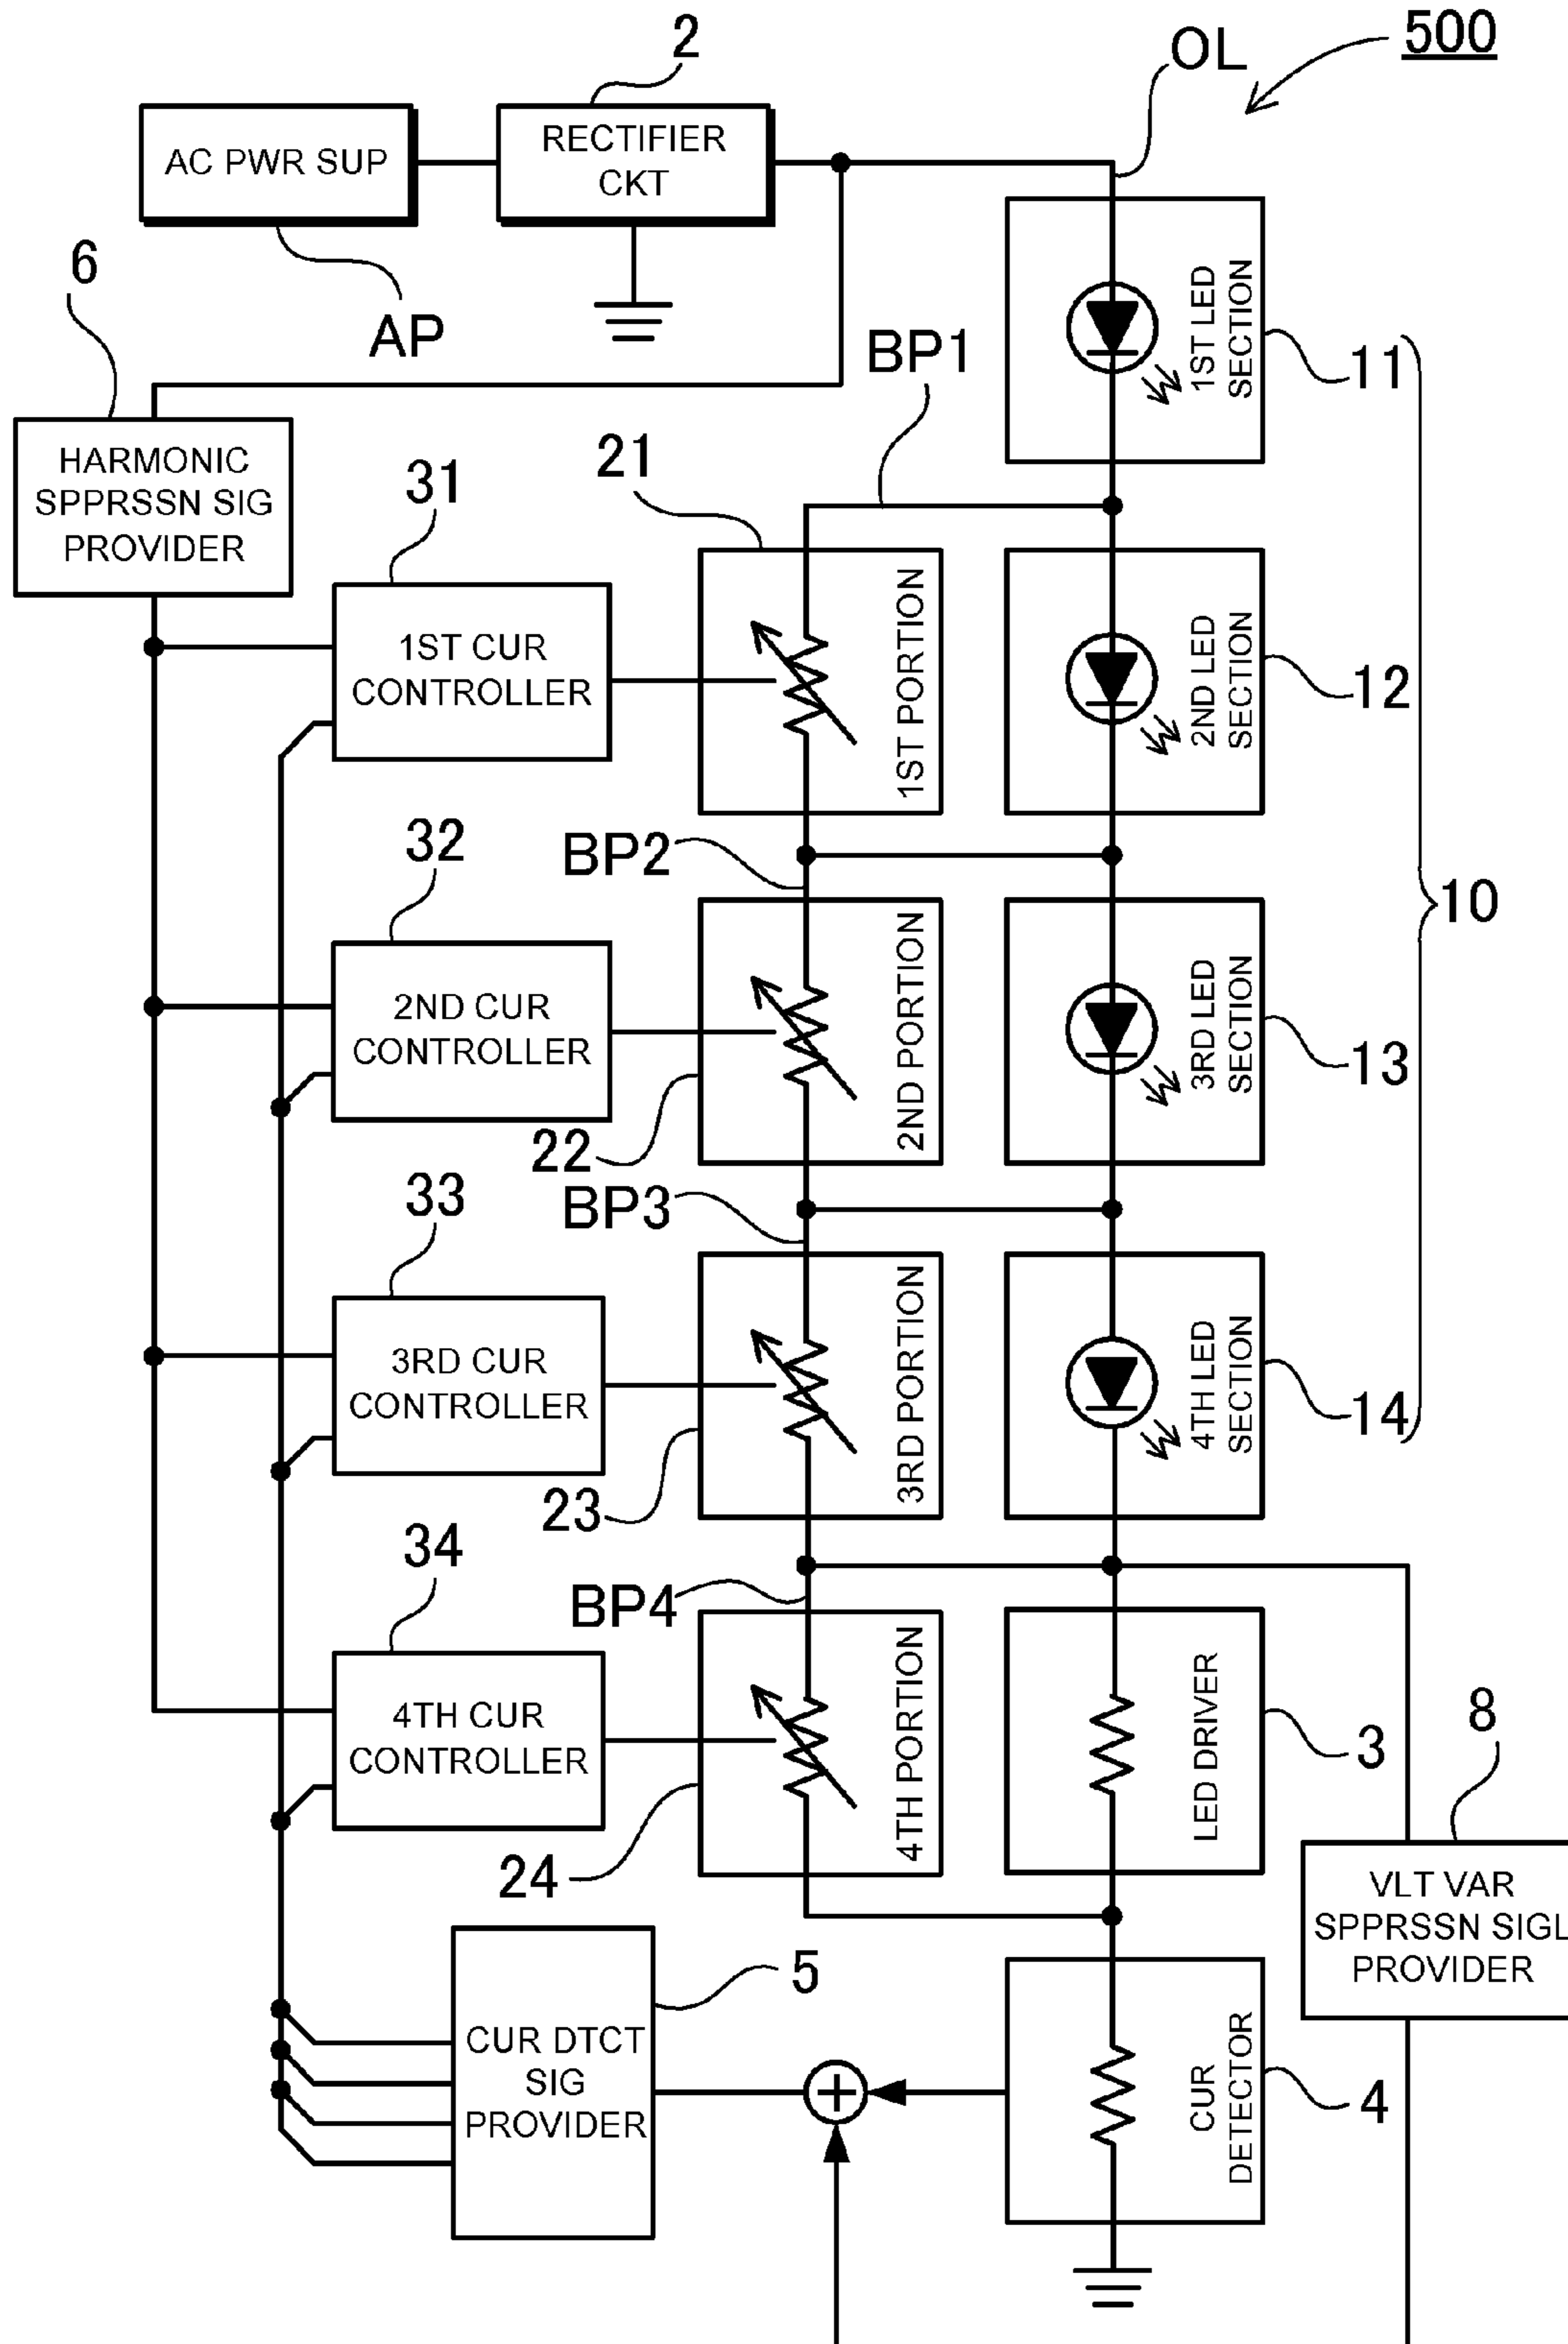 500
OL
2
AC PWR SUP
RECTIFIER
CKT
AP
6
HARMONIC
SPPRSSN SIG
PROVIDER
1ST LED
SECTION
11
BP1
21
31
1ST CUR
CONTROLLER
1ST PORTION
2ND LED
SECTION
12
10
BP2
32
2ND CUR
CONTROLLER
2ND PORTION
22
3RD LED
SECTION
13
BP3
33
3RD CUR
CONTROLLER
3RD PORTION
23
4TH LED
SECTION
14
BP4
34
4TH CUR
CONTROLLER
4TH PORTION
24
LED DRIVER
3
8
VLT VAR
SPPRSSN SIGL
PROVIDER
5
CUR DTCT
SIG
PROVIDER
CUR
DETECTOR
4